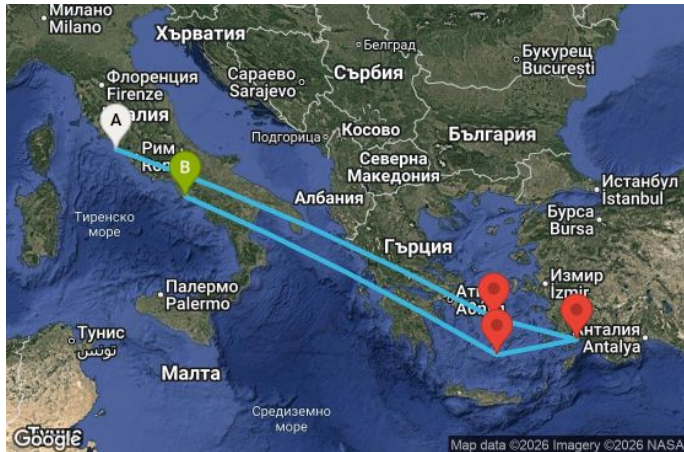 Милано
Milano
Хърватия
Белград
Букурещ
București
Флоренция
Firenze
Сараево
Sarajevo
Сърбия
A
Рим
Подгорица
Косово
България
B
Северна
Македония
Истанбул
İstanbul
Албания
Бурса
Bursa
Тиренско
море
Гърция
Измир
İzmir
Палермо
Palermo
Анталия
Antalya
Тунис
تونس
Малта
Средиземно
море
Google
Map data ©2026 Imagery ©2026 NASA